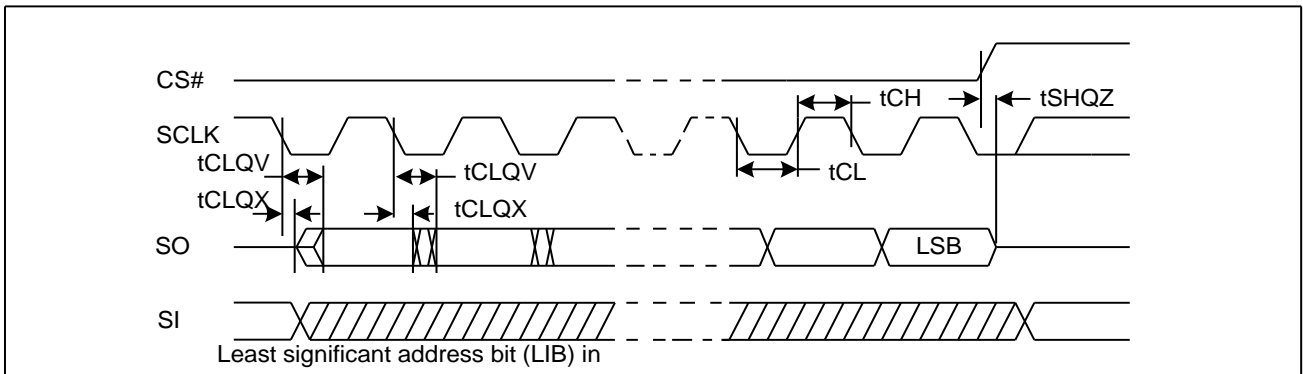 CS#
tCH
tSHQZ
SCLK
tCLQV
tCLQV
tCL
tCLQX
tCLQX
SO
LSB
SI
Least significant address bit (LIB) in